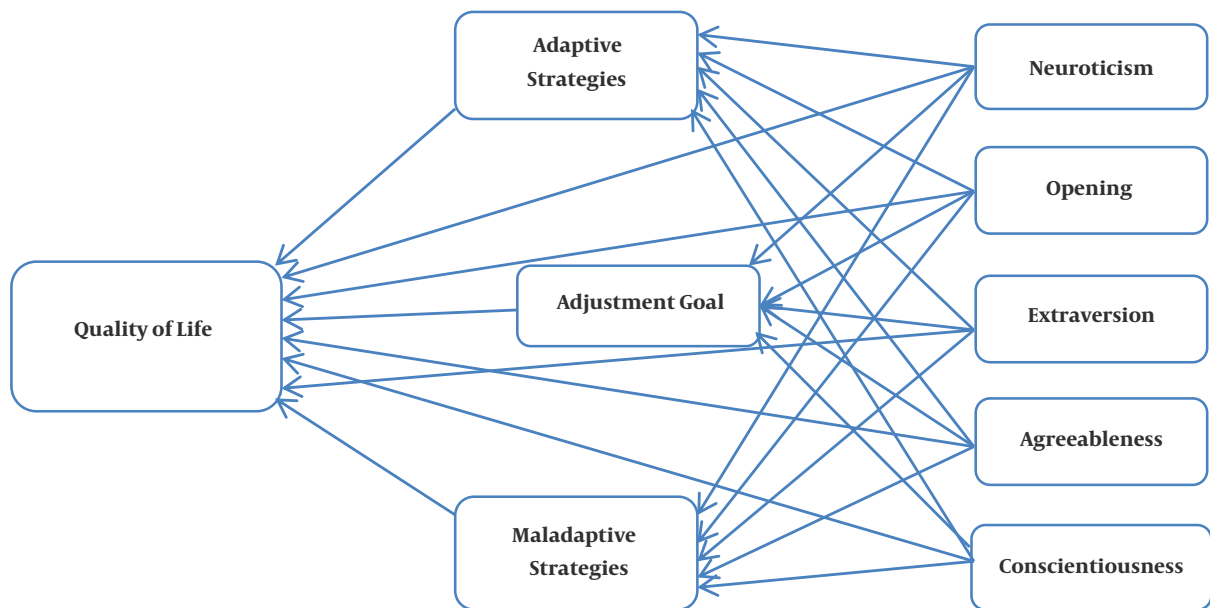 Adaptive
Strategies
Neuroticism
Opening
Quality of Life
Adjustment Goal
Extraversion
Agreeableness
Maladaptive
Strategies
Conscientiousness